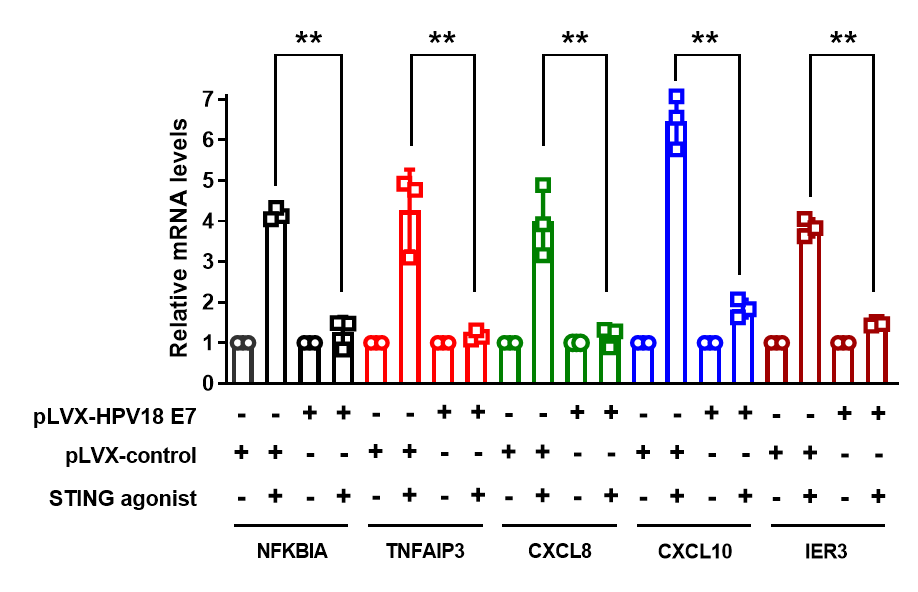 ** ** ** ** **
Relative mRNA levels
7
6
5
4
3
2
1
0
pLVX-HPV18 E7 - - + + - - + + - - + + - - + + - - + +
pLVX-control + + - - + + - - + + - - + + - - + + - -
STING agonist - + - + - + - + - + - + - + - + - + - +
NFKBIA TNFAIP3 CXCL8 CXCL10 IER3